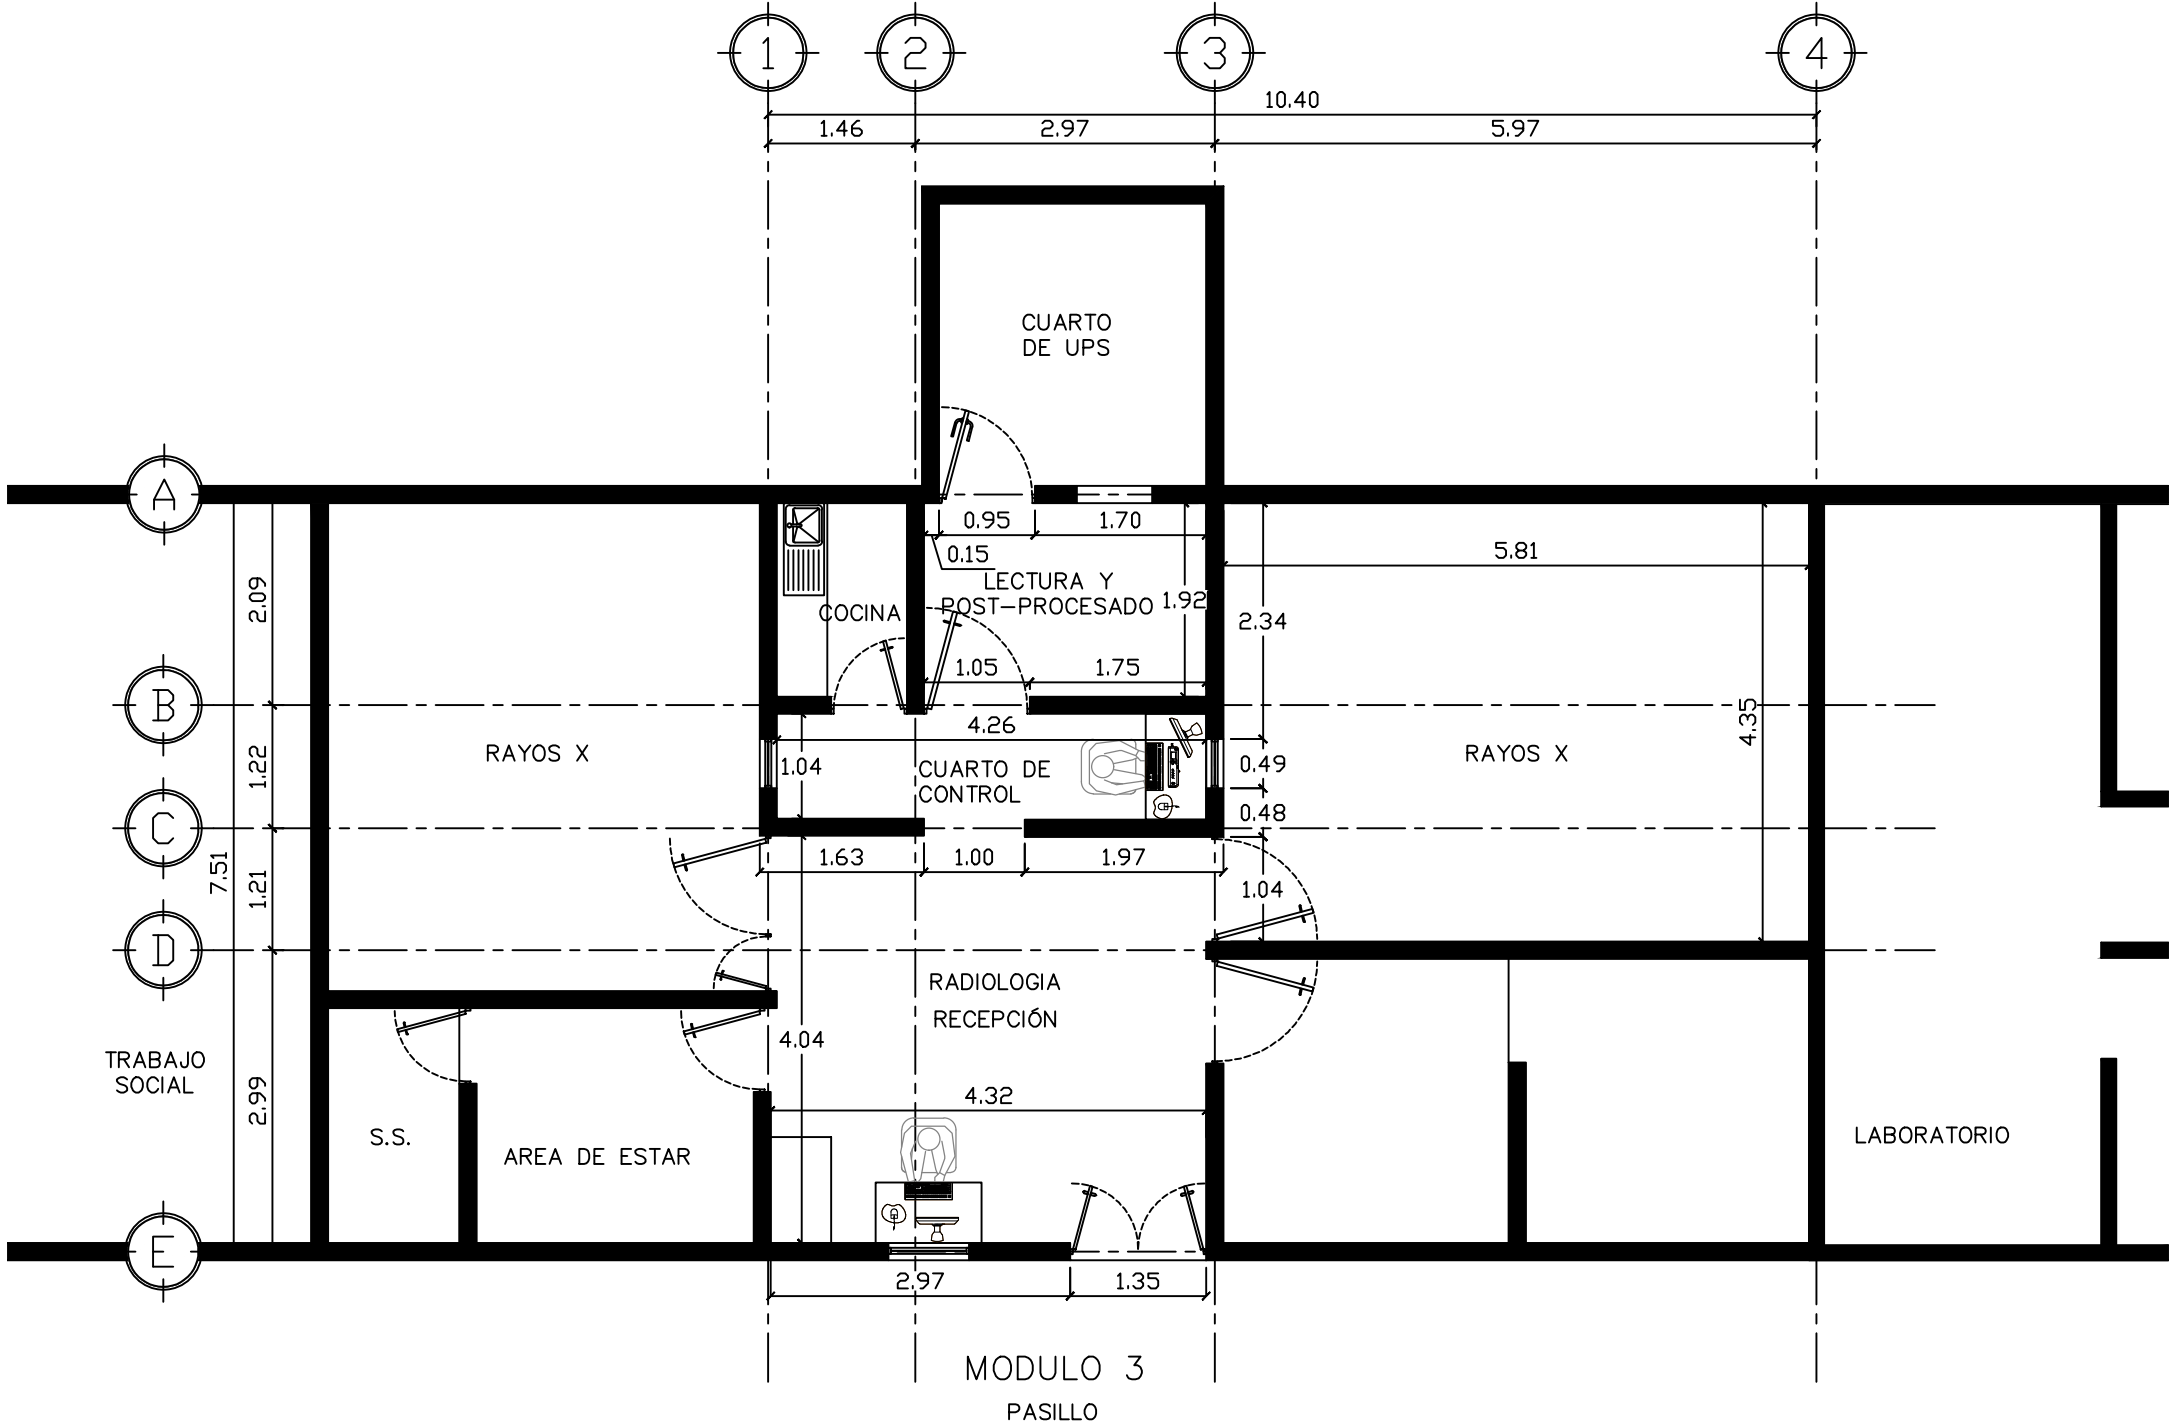 1
2
3
4
10.40
1.46
2.97
5.97
CUARTO
DE UPS
A
0.95
1.70
0.15
5.81
LECTURA Y
POST-PROCESADO
1.92
COCINA
2.09
2.34
1.05
1.75
B
4.26
4.35
RAYOS X
1.22
1.04
CUARTO DE
CONTROL
0.49
RAYOS X
C
0.48
1.63
1.00
1.97
7.51
1.21
1.04
D
RADIOLOGIA
RECEPCIÓN
4.04
TRABAJO
SOCIAL
2.99
4.32
S.S.
AREA DE ESTAR
LABORATORIO
E
2.97
1.35
MODULO 3
PASILLO